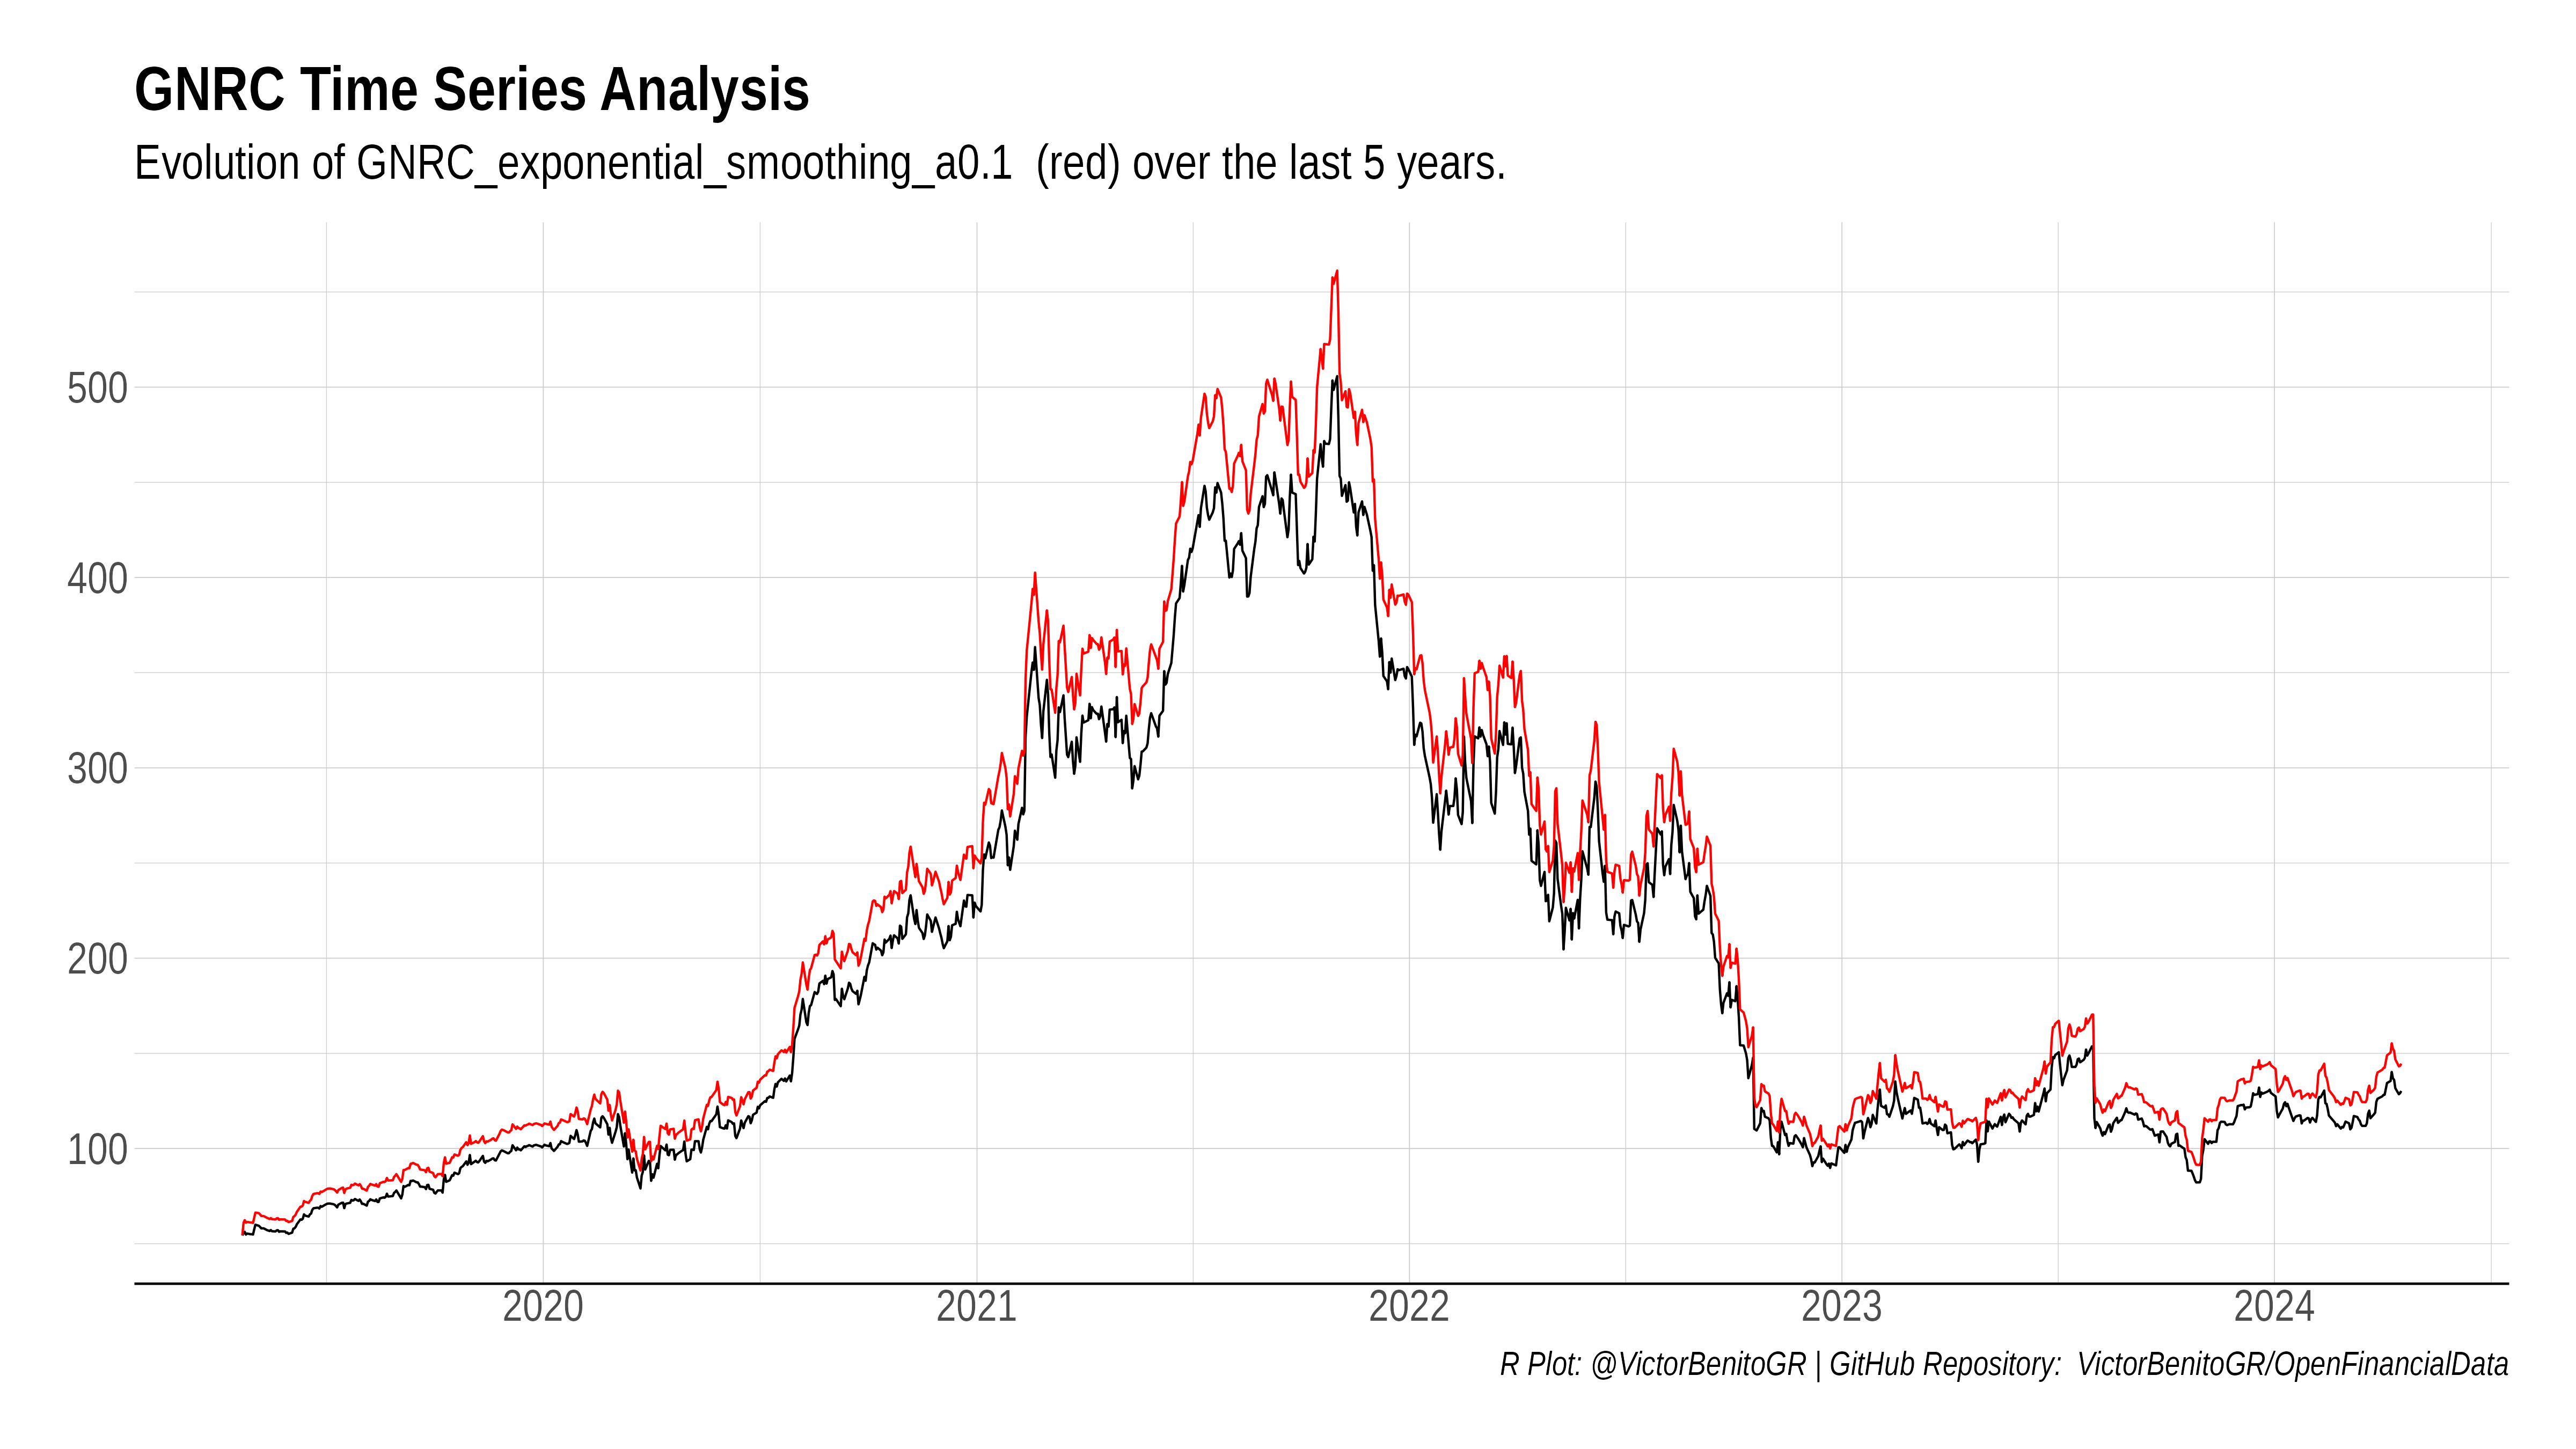 GNRC Time Series Analysis
Evolution of GNRC_exponential_smoothing_a0.1  (red) over the last 5 years.
500
400
300
200
100
2020 2021 2022 2023 2024
R Plot: @VictorBenitoGR | GitHub Repository:  VictorBenitoGR/OpenFinancialData